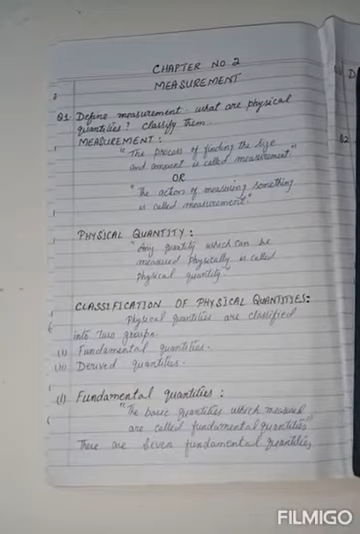 CHAPTER NO 2
MEASUREMENT
Q1 Define measurement. what are physical
quantities? classify them.
MEASUREMENT:
"The process of finding the size
and amount is called measurement"
OR
"The action of measuring something
is called measurement."
PHYSICAL QUANTITY:
"Any quantity which can be
measured physically is called
physical quantity."
CLASSIFICATION OF PHYSICAL QUANTITIES:
Physical quantities are classified
into two groups.
(i) Fundamental quantities.
(ii) Derived quantities.
(i) Fundamental quantities:
"The basic quantities which measured
are called fundamental quantities"
There are seven fundamental quantities,
FILMIGO